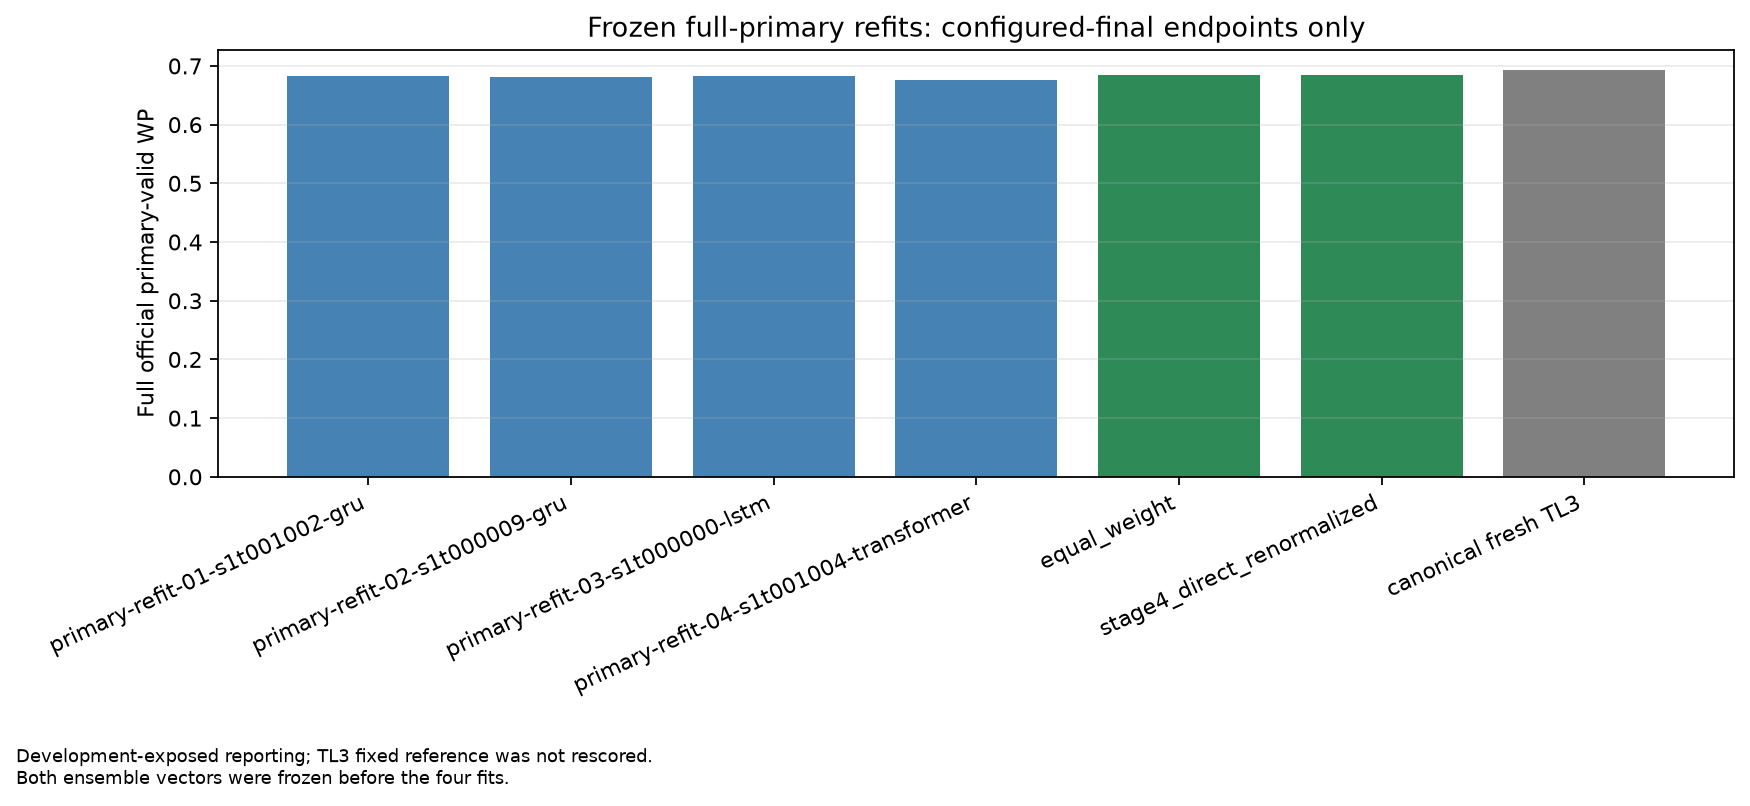 Frozen full-primary refits: configured-final endpoints only
Full official primary-valid WP
0.7
0.6
0.5
0.4
0.3
0.2
0.1
0.0
primary-refit-01-s1t001002-gru
primary-refit-02-s1t000009-gru
primary-refit-03-s1t000000-lstm
primary-refit-04-s1t001004-transformer
equal_weight
stage4_direct_renormalized
canonical fresh TL3
Development-exposed reporting; TL3 fixed reference was not rescored.
Both ensemble vectors were frozen before the four fits.